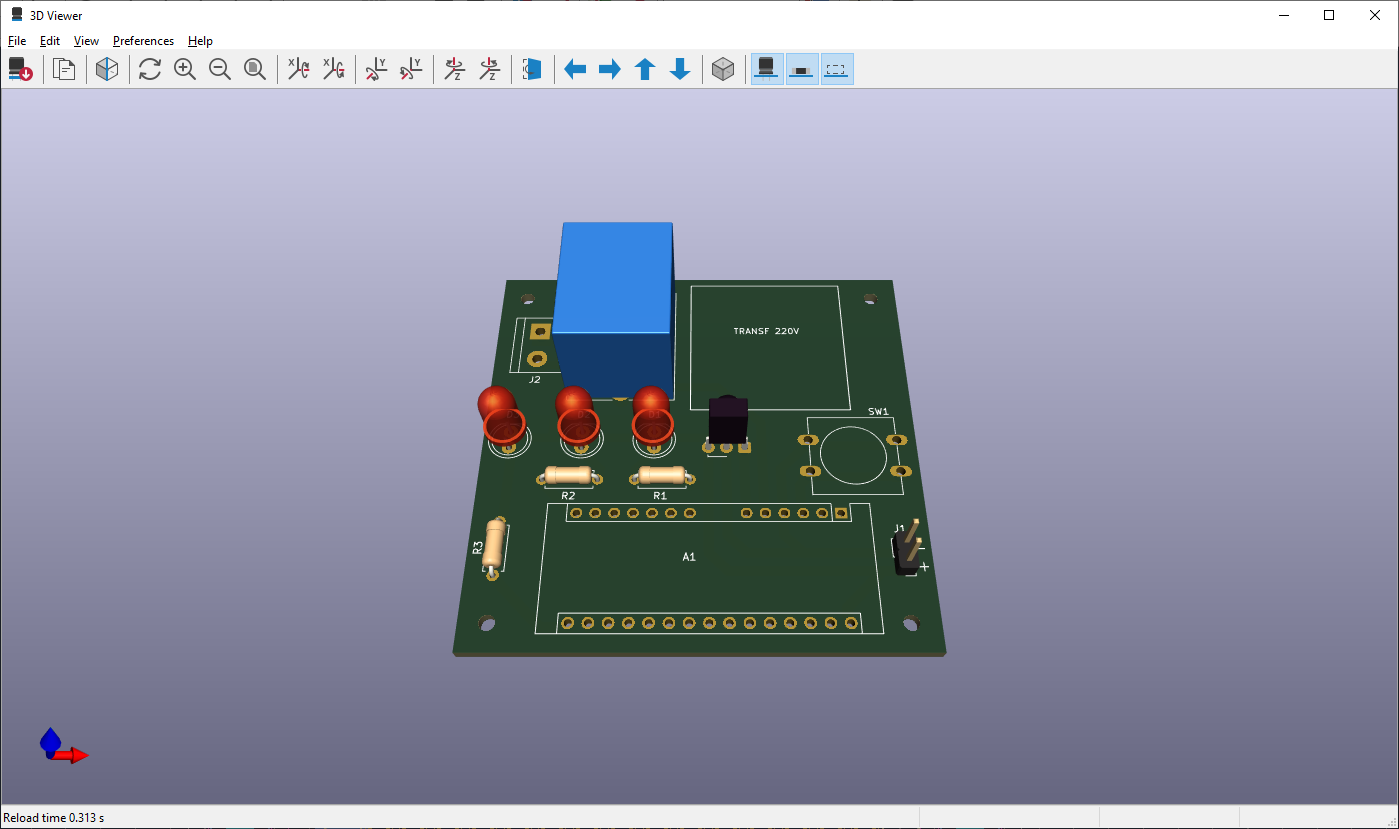 3D Viewer
File Edit View Preferences Help
TRANSF 220V
J2
SW1
R2
R1
J1
R3
A1
-
+
Reload time 0.313 s